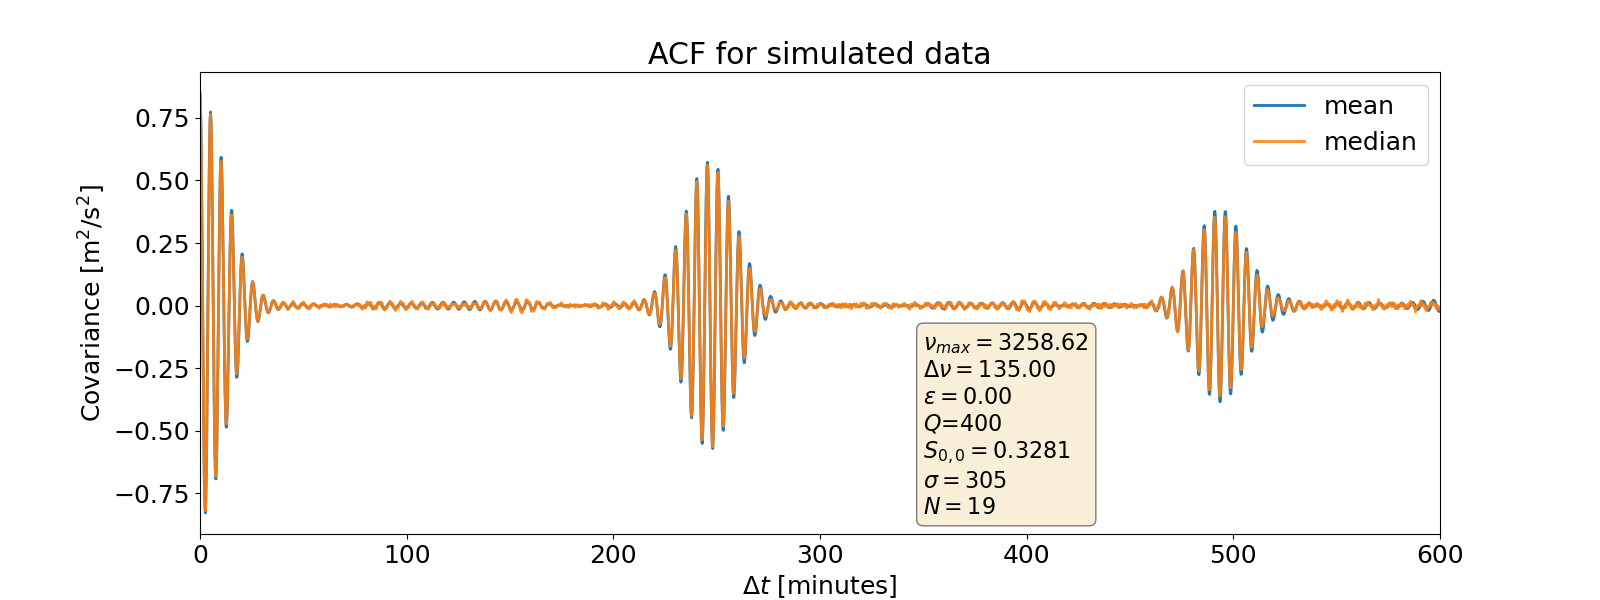 ACF for simulated data
mean
median
Covariance [m²/s²]
0.75
0.50
0.25
0.00
−0.25
−0.50
−0.75
ν_max = 3258.62
Δν = 135.00
ε = 0.00
Q=400
S_0,0 = 0.3281
σ = 305
N = 19
0 100 200 300 400 500 600
Δt [minutes]